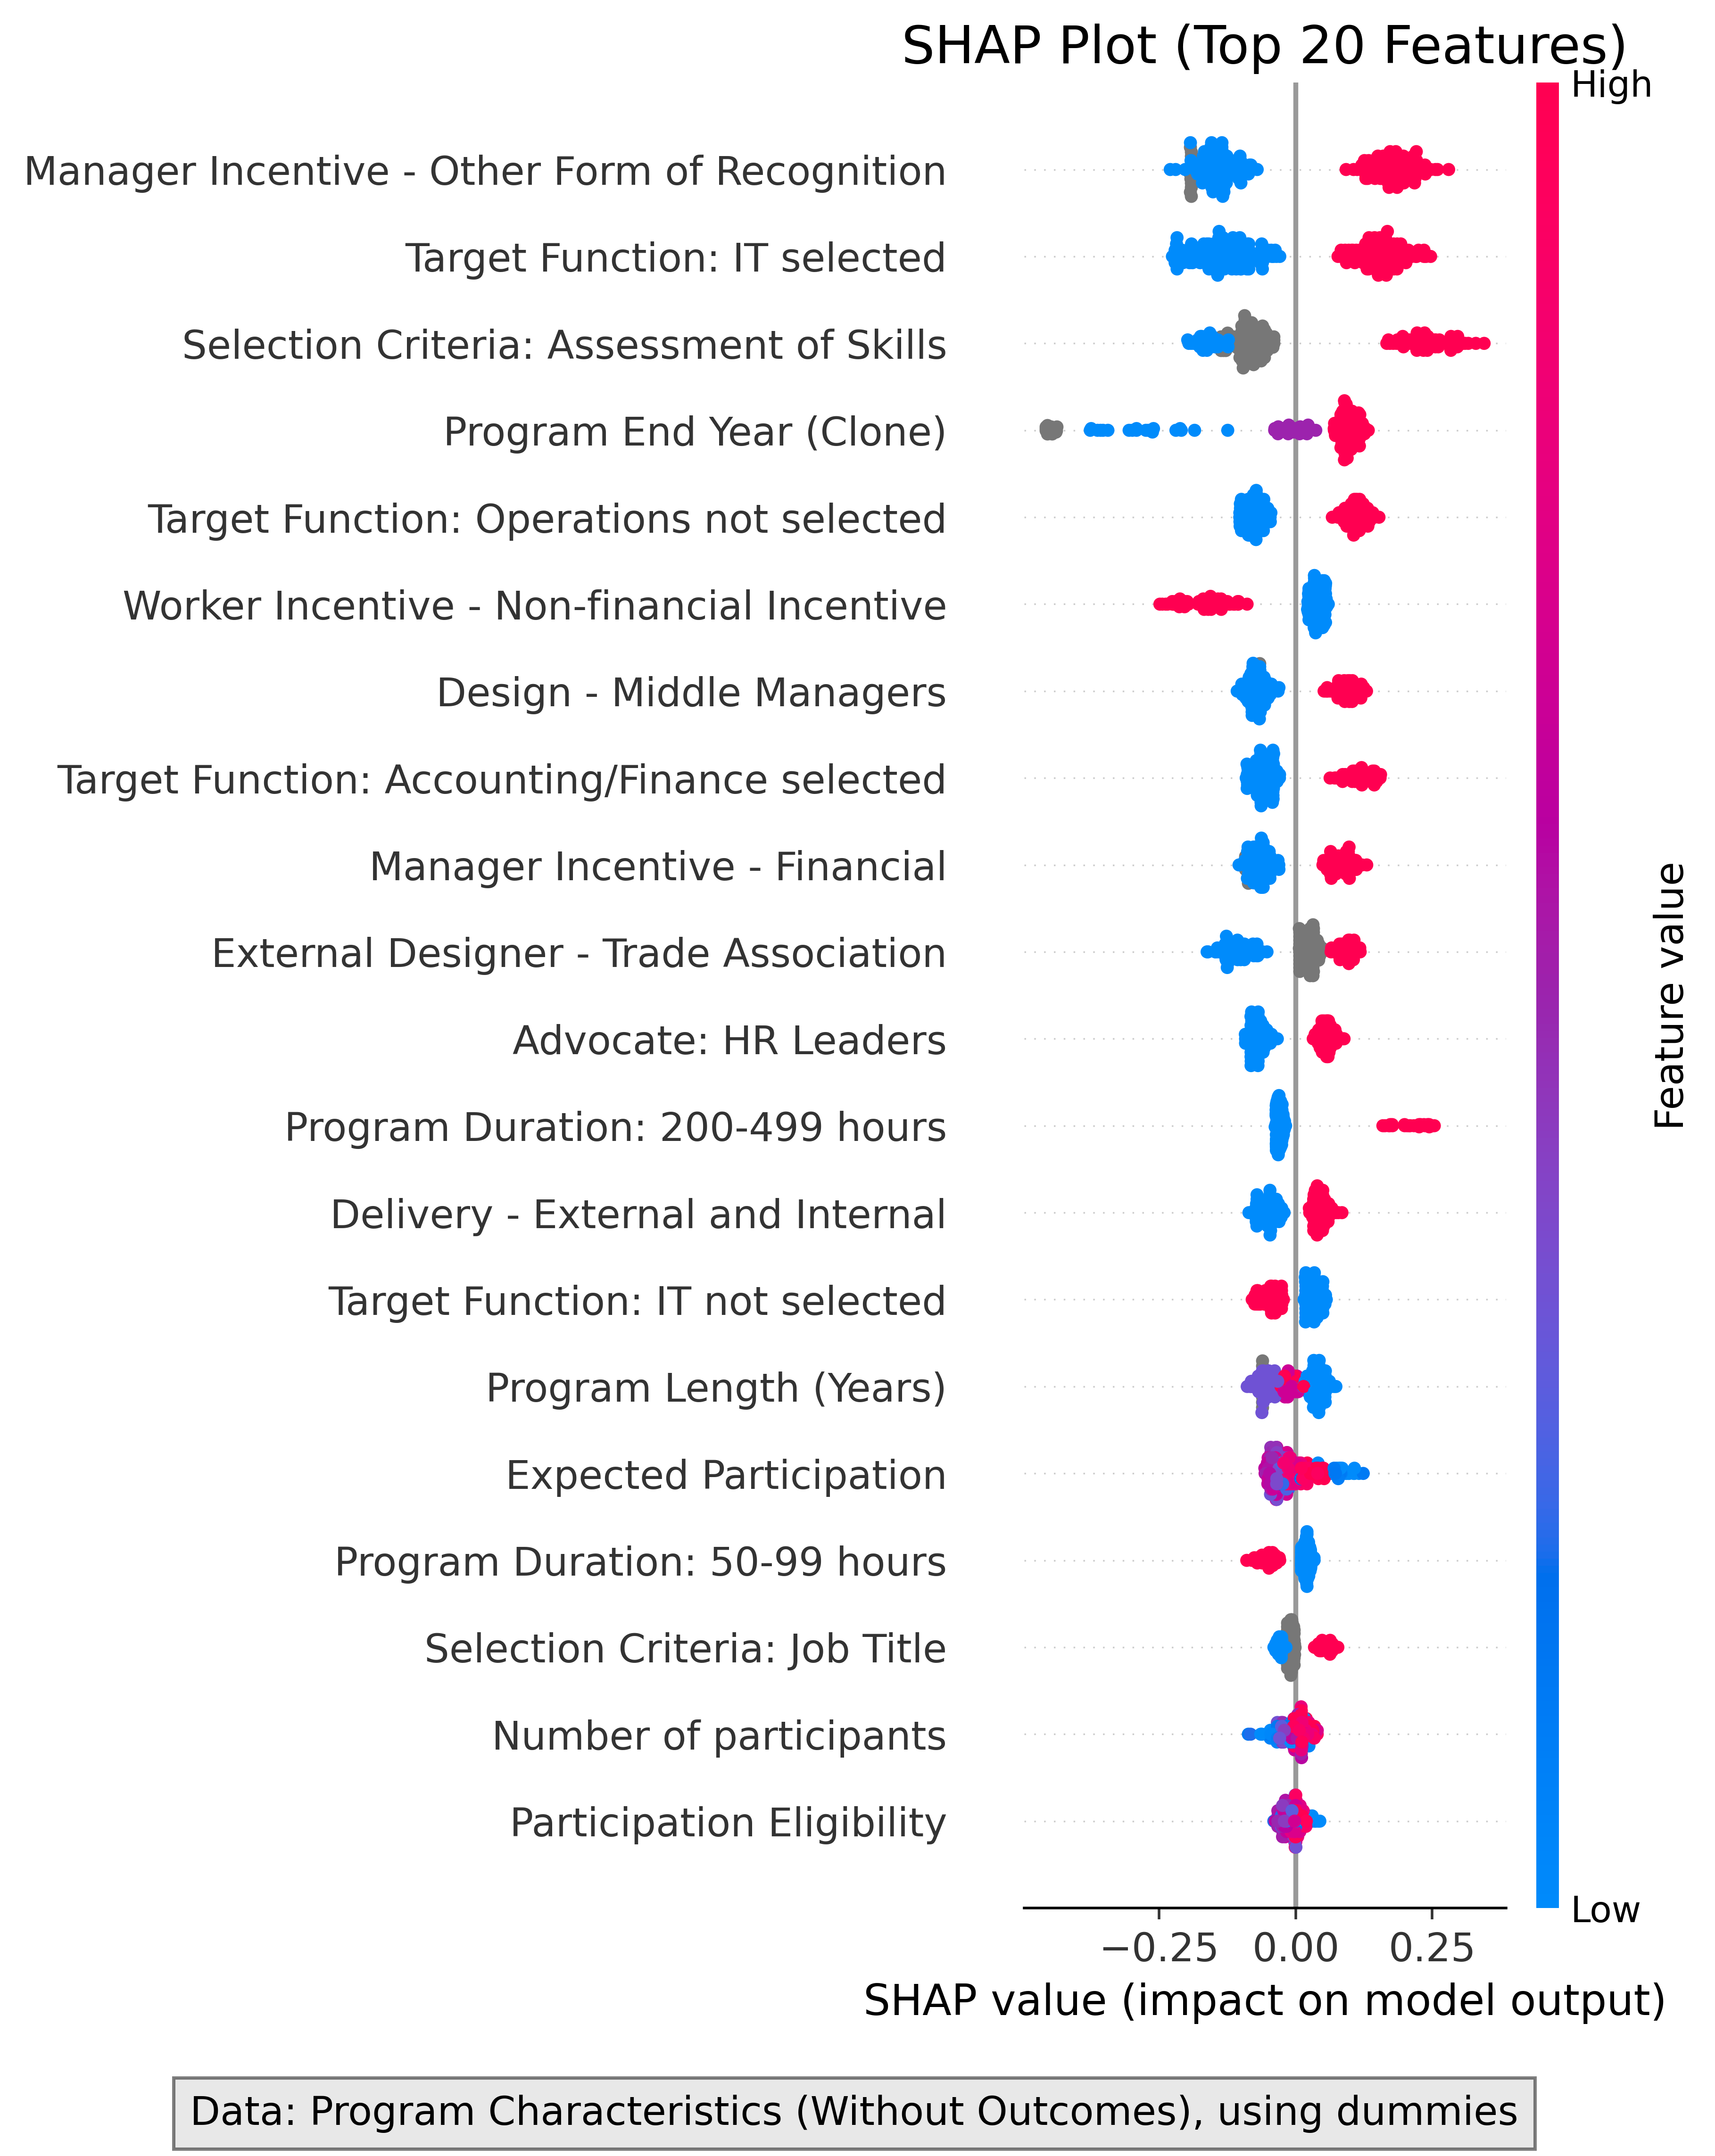 SHAP Plot (Top 20 Features)
High
Manager Incentive - Other Form of Recognition
Target Function: IT selected
Selection Criteria: Assessment of Skills
Program End Year (Clone)
Target Function: Operations not selected
Worker Incentive - Non-financial Incentive
Design - Middle Managers
Target Function: Accounting/Finance selected
Manager Incentive - Financial
External Designer - Trade Association
Advocate: HR Leaders
Program Duration: 200-499 hours
Delivery - External and Internal
Target Function: IT not selected
Program Length (Years)
Expected Participation
Program Duration: 50-99 hours
Selection Criteria: Job Title
Number of participants
Participation Eligibility
Feature value
Low
−0.25 0.00 0.25
SHAP value (impact on model output)
Data: Program Characteristics (Without Outcomes), using dummies